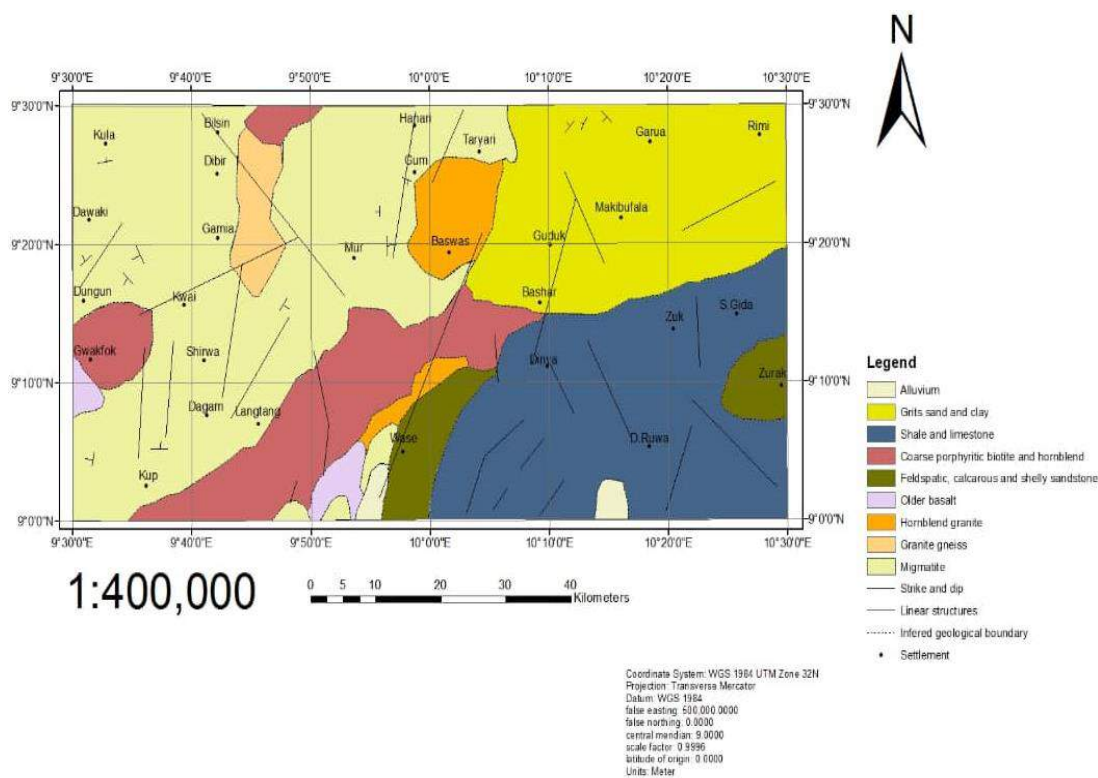 N
9°30'0"E 9°40'0"E 9°50'0"E 10°0'0"E 10°10'0"E 10°20'0"E 10°30'0"E
9°30'0"N 9°30'0"N
Kula Bilsin Hanari Taryari Garua Rimi
Dibir Gum
Dawaki Makibufala
Gamia
9°20'0"N 9°20'0"N
Mur Baswas Guduk
Dungun Kwai Bashar S.Gida
Zuk
Gwakfok Shirwa Zurak
9°10'0"N 9°10'0"N
Dagam Langtang
Wase D.Ruwa
Kup
9°0'0"N 9°0'0"N
9°30'0"E 9°40'0"E 9°50'0"E 10°0'0"E 10°10'0"E 10°20'0"E 10°30'0"E
1:400,000
0 5 10 20 30 40
Kilometers
Legend
Alluvium
Grits sand and clay
Shale and limestone
Coarse porphyritic biotite and hornblend
Feldspatic, calcarous and shelly sandstone
Older basalt
Hornblend granite
Granite gneiss
Migmatite
Strike and dip
Linear structures
Infered geological boundary
Settlement
Coordinate System: WGS 1984 UTM Zone 32N
Projection: Transverse Mercator
Datum: WGS 1984
false easting: 500,000.0000
false northing: 0.0000
central meridian: 9.0000
scale factor: 0.9996
latitude of origin: 0.0000
Units: Meter